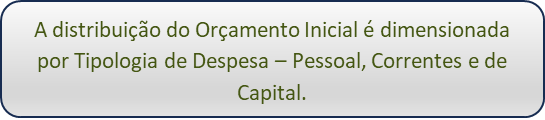 A distribuição do Orçamento Inicial é dimensionada
por Tipologia de Despesa – Pessoal, Correntes e de
Capital.